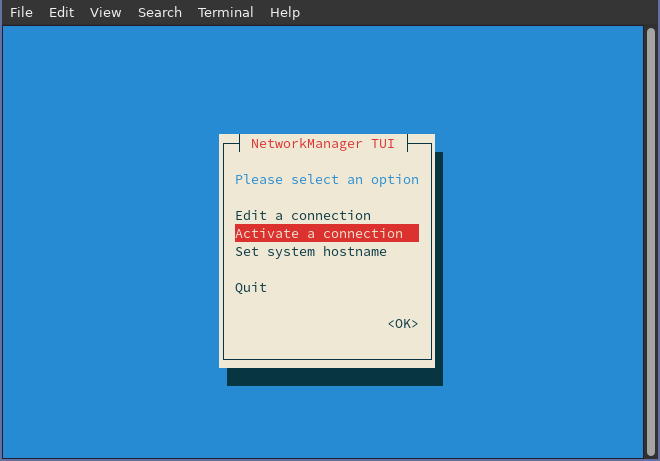 File Edit View Search Terminal Help
NetworkManager TUI
Please select an option
Edit a connection
Activate a connection
Set system hostname
Quit
<OK>